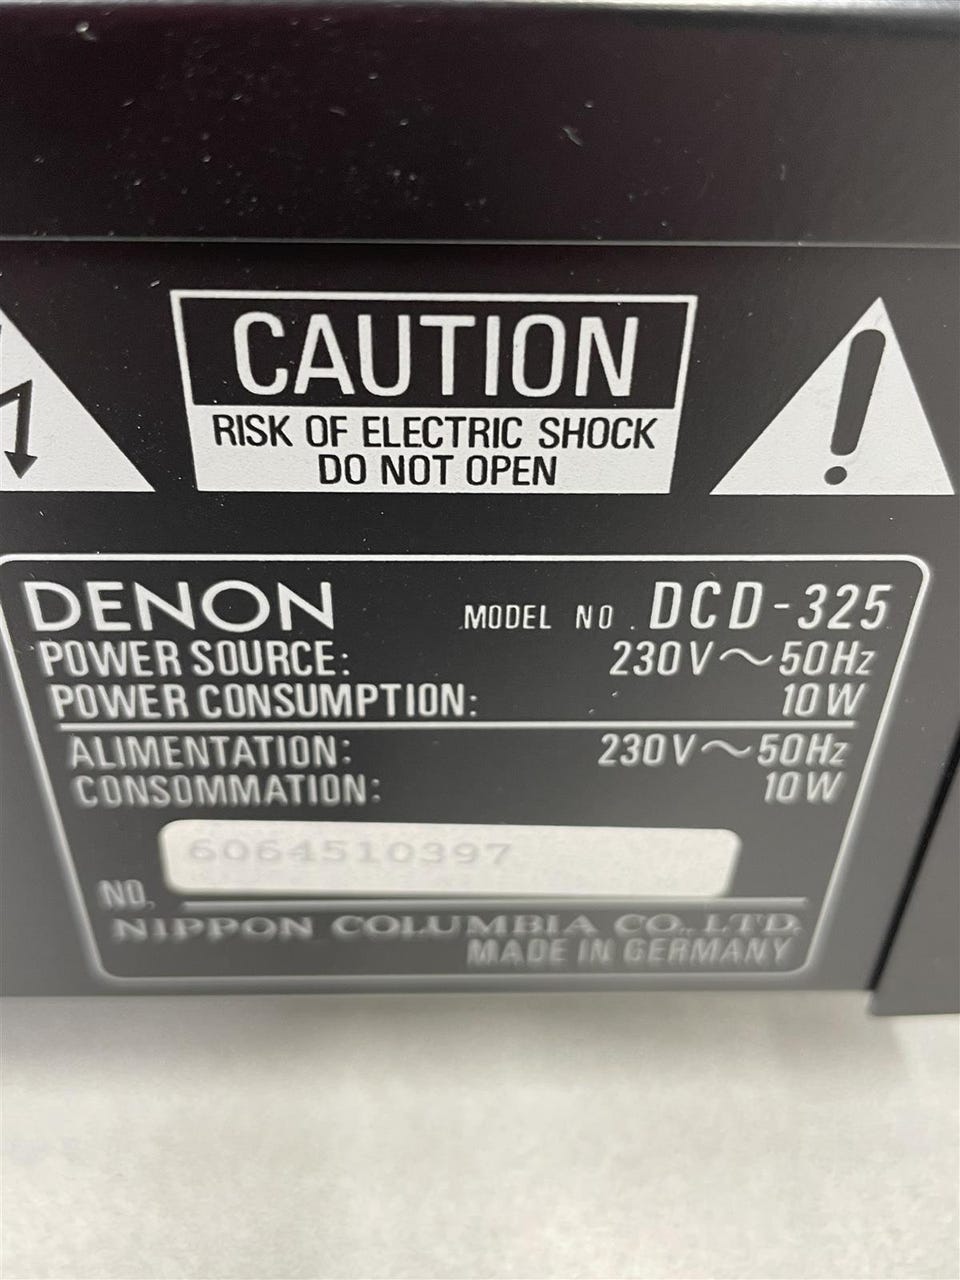 CAUTION
RISK OF ELECTRIC SHOCK
DO NOT OPEN
DENON MODEL NO. DCD-325
POWER SOURCE: 230V~50Hz
POWER CONSUMPTION: 10W
ALIMENTATION: 230V~50Hz
CONSOMMATION: 10W
6064510397
NO.
NIPPON COLUMBIA CO., LTD.
MADE IN GERMANY